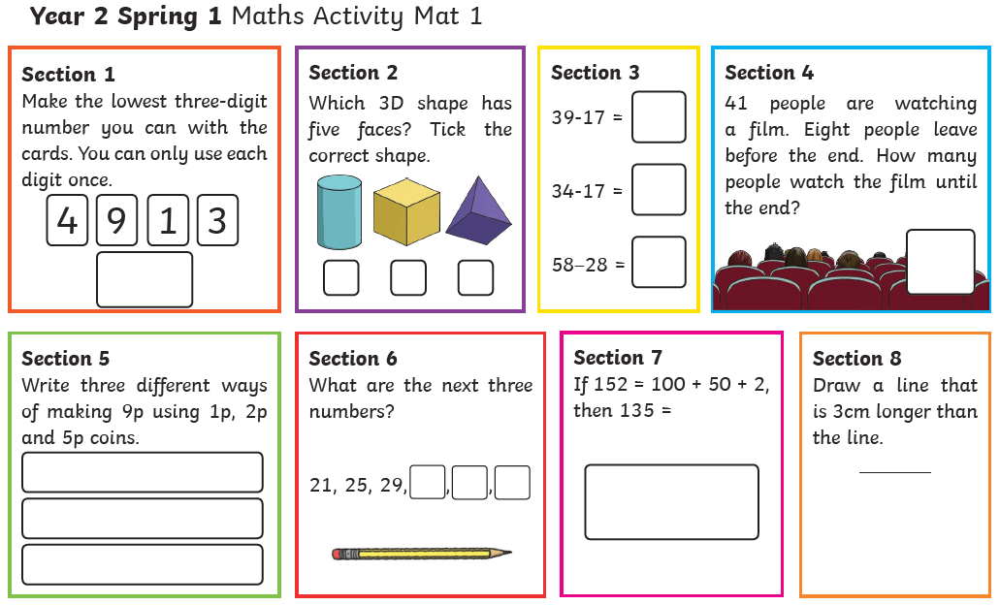 Year 2 Spring 1 Maths Activity Mat 1
Section 1
Make the lowest three-digit
number you can with the
cards. You can only use each
digit once.
4 9 1 3
Section 2
Which 3D shape has
five faces? Tick the
correct shape.
Section 3
39-17 =
34-17 =
58–28 =
Section 4
41 people are watching
a film. Eight people leave
before the end. How many
people watch the film until
the end?
Section 5
Write three different ways
of making 9p using 1p, 2p
and 5p coins.
Section 6
What are the next three
numbers?
21, 25, 29, , ,
Section 7
If 152 = 100 + 50 + 2,
then 135 =
Section 8
Draw a line that
is 3cm longer than
the line.